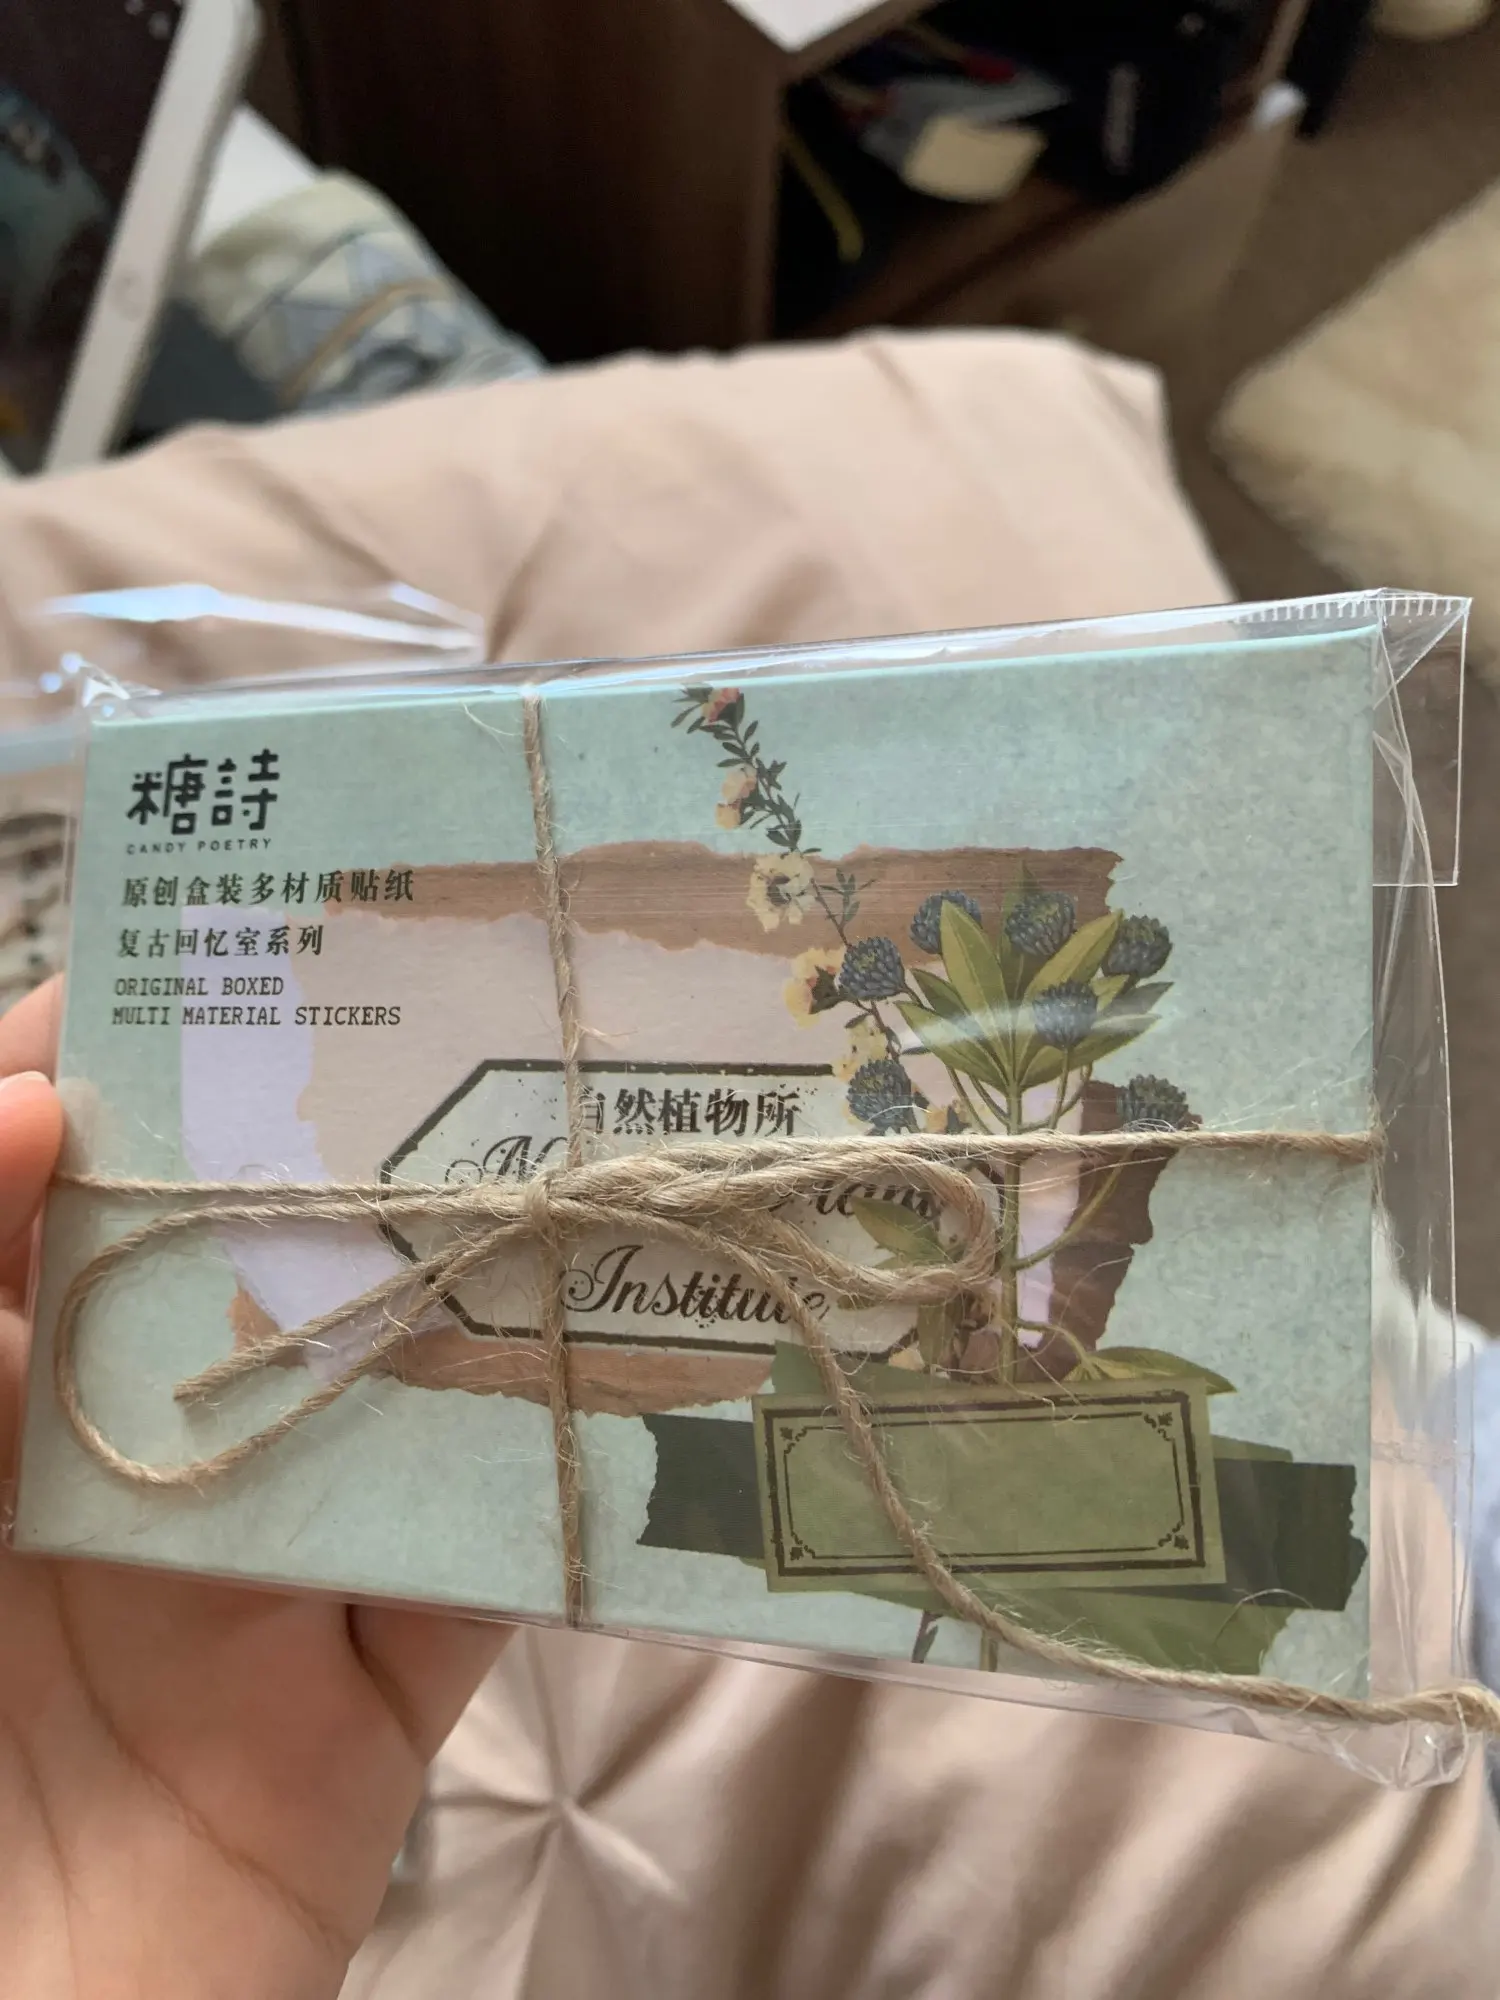 糖詩
CANDY POETRY
原创盒装多材质贴纸
复古回忆室系列
ORIGINAL BOXED
MULTI MATERIAL STICKERS
自然植物所
Institute